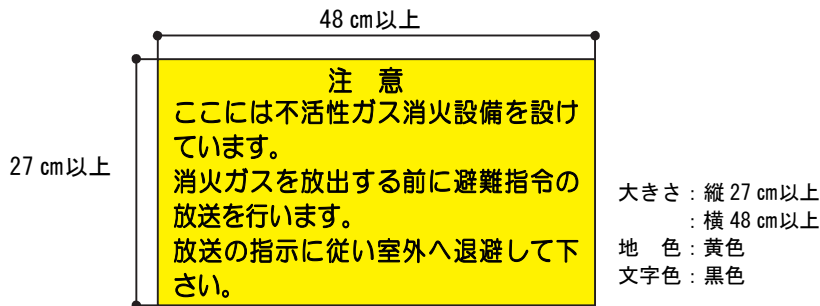 48 ㎝以上
27 ㎝以上
注　意
ここには不活性ガス消火設備を設け
ています。
消火ガスを放出する前に避難指令の
放送を行います。
放送の指示に従い室外へ退避して下
さい。
大きさ：縦 27 ㎝以上
：横 48 ㎝以上
地　色：黄色
文字色：黒色